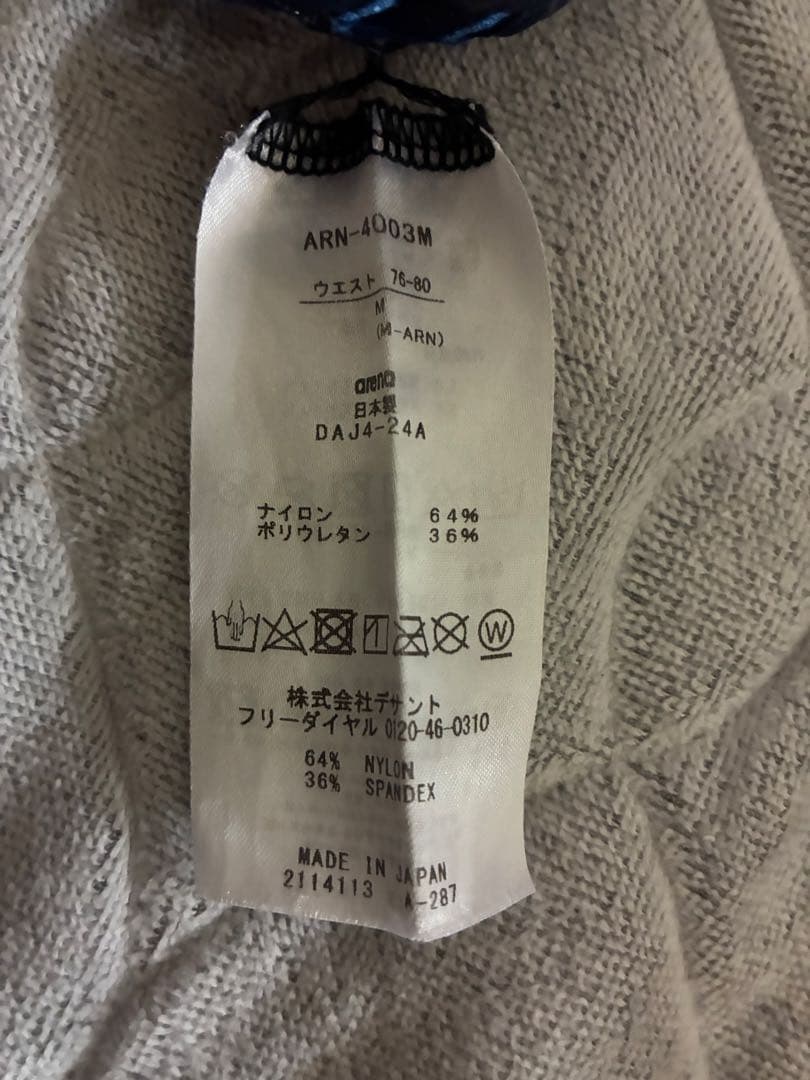 ARN-4003M
ウエスト 76-80
M
(M-ARN)
arena
日本製
DAJ4-24A
ナイロン 64%
ポリウレタン 36%
W
株式会社デサント
フリーダイヤル 0120-46-0310
64% NYLON
36% SPANDEX
MADE IN JAPAN
2114113 A-287